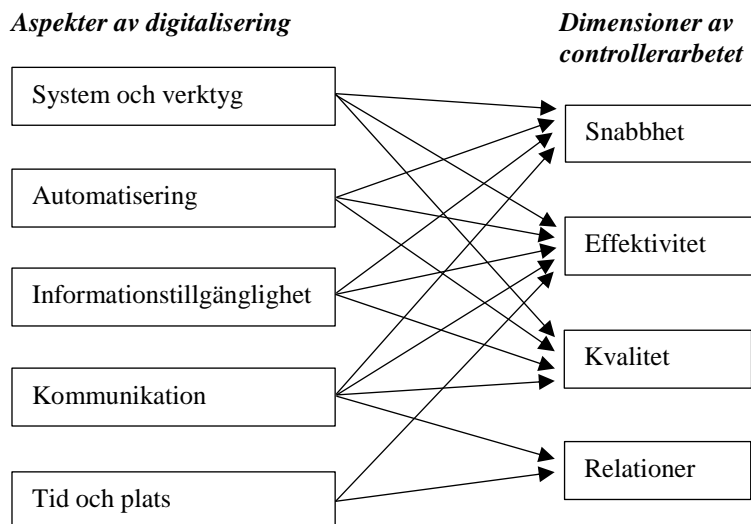 Aspekter av digitalisering
Dimensioner av
controllerarbetet
System och verktyg
Automatisering
Informationstillgänglighet
Kommunikation
Tid och plats
Snabbhet
Effektivitet
Kvalitet
Relationer